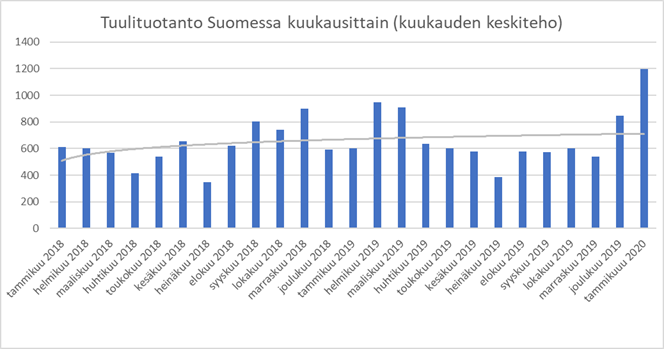 Tuulituotanto Suomessa kuukausittain (kuukauden keskiteho)
1400
1200
1000
800
600
400
200
0
tammikuu 2018
helmikuu 2018
maaliskuu 2018
huhtikuu 2018
toukokuu 2018
kesäkuu 2018
heinäkuu 2018
elokuu 2018
syyskuu 2018
lokakuu 2018
marraskuu 2018
joulukuu 2018
tammikuu 2019
helmikuu 2019
maaliskuu 2019
huhtikuu 2019
toukokuu 2019
kesäkuu 2019
heinäkuu 2019
elokuu 2019
syyskuu 2019
lokakuu 2019
marraskuu 2019
joulukuu 2019
tammikuuu 2020